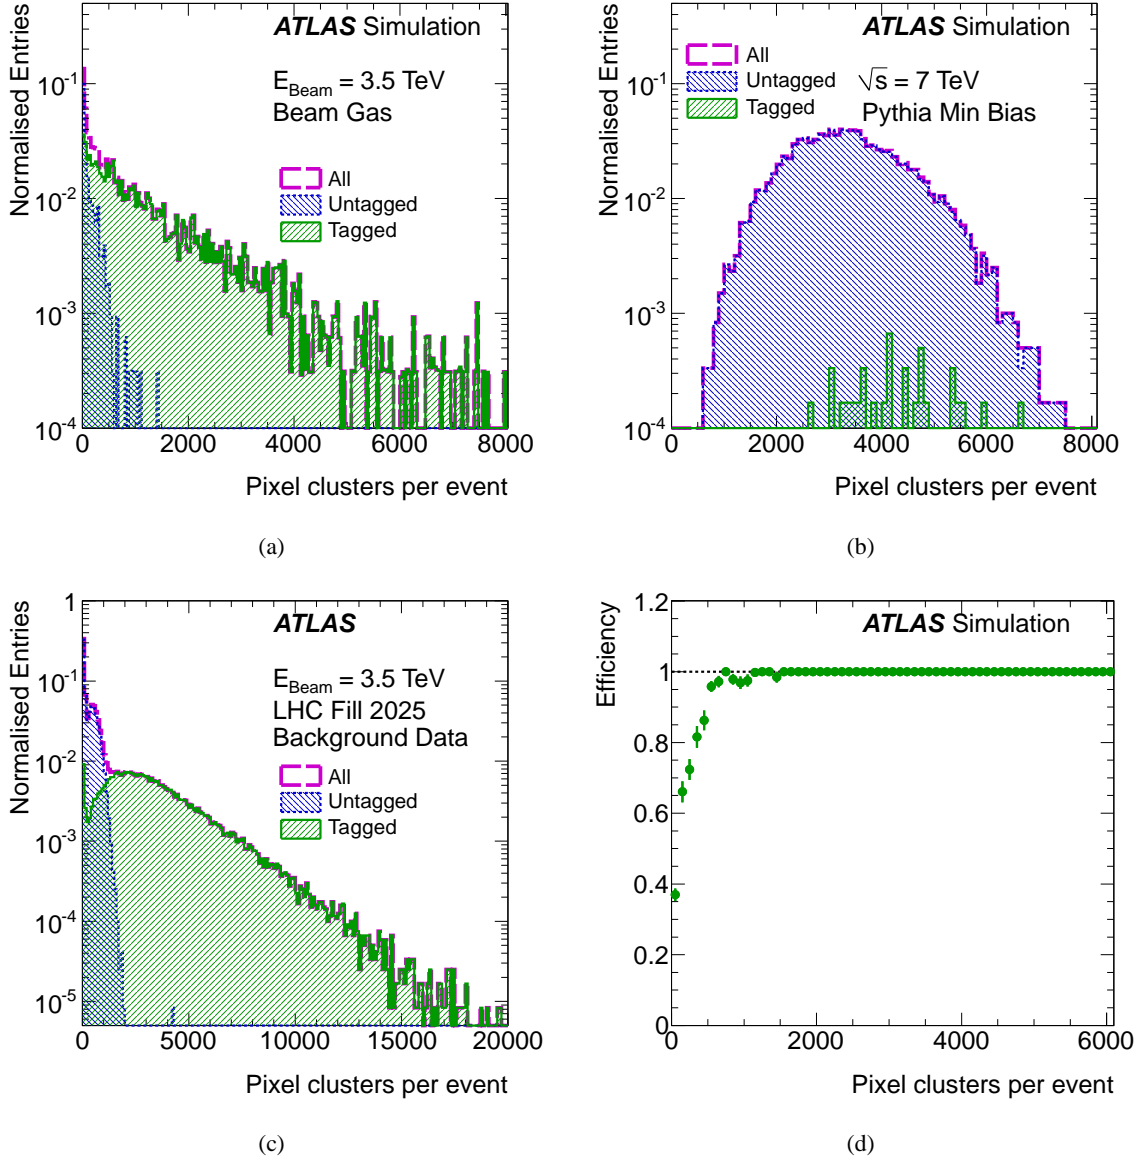 Normalised Entries
ATLAS Simulation
E_Beam = 3.5 TeV
Beam Gas
All
Untagged
Tagged
10^-1
10^-2
10^-3
10^-4
0 2000 4000 6000 8000
Pixel clusters per event
(a)
Normalised Entries
ATLAS Simulation
All
Untagged
Tagged
√s = 7 TeV
Pythia Min Bias
10^-1
10^-2
10^-3
10^-4
0 2000 4000 6000 8000
Pixel clusters per event
(b)
Normalised Entries
ATLAS
E_Beam = 3.5 TeV
LHC Fill 2025
Background Data
All
Untagged
Tagged
1
10^-1
10^-2
10^-3
10^-4
10^-5
0 5000 10000 15000 20000
Pixel clusters per event
(c)
Efficiency
ATLAS Simulation
1.2
1
0.8
0.6
0.4
0.2
0
0 2000 4000 6000
Pixel clusters per event
(d)